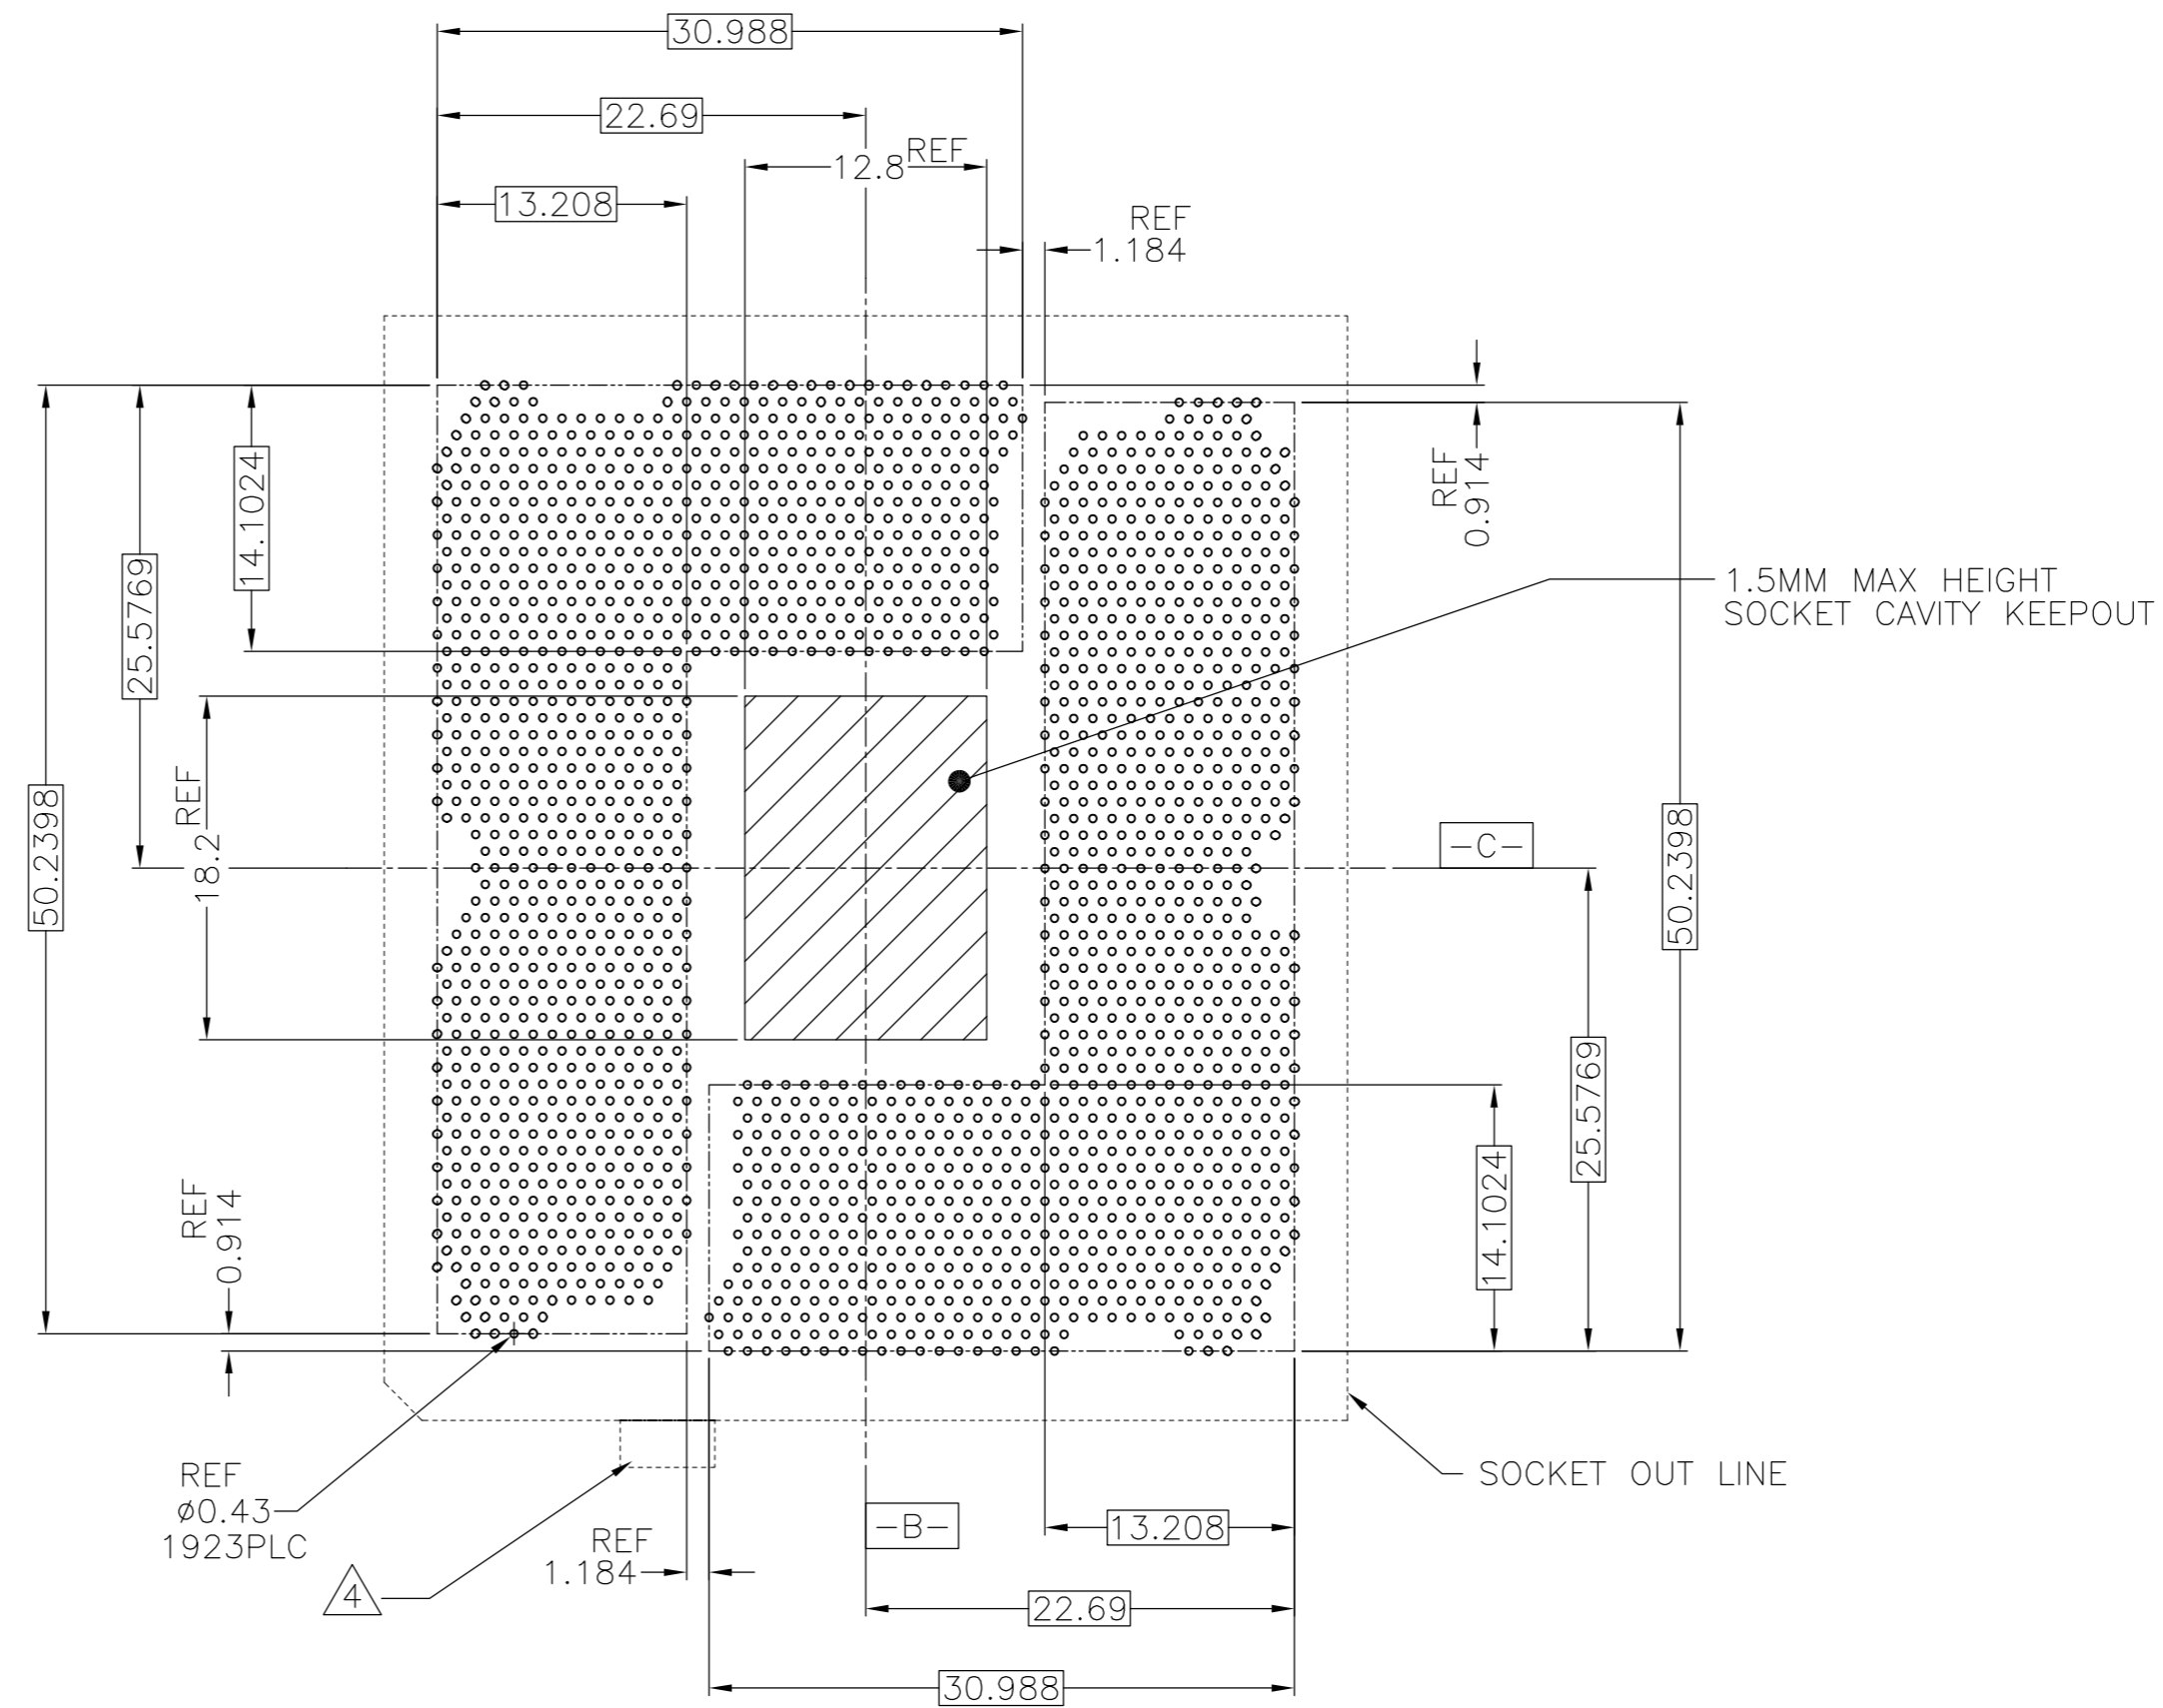 30.988
22.69
REF
12.8
13.208
REF
1.184
14.1024
25.5769
REF
18.2
50.2398
REF
0.914
REF
0.914
1.5MM MAX HEIGHT
SOCKET CAVITY KEEPOUT
-C-
50.2398
25.5769
14.1024
SOCKET OUT LINE
REF
ø0.43
1923PLC
4
REF
1.184
-B-
13.208
22.69
30.988